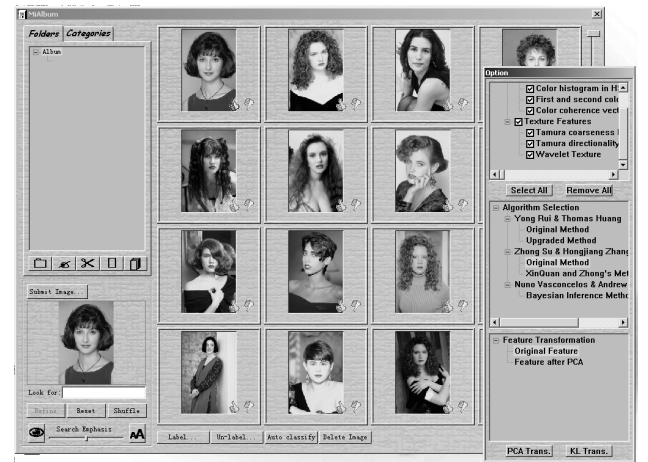 MiAlbum
Folders Categories
Album
Submit Image...
Look for:
Refine Reset Shuffle
Search Emphasis
AA
Label... Un-label... Auto classify Delete Image
Option
Color histogram in H
First and second col
Color coherence vect
Texture Features
Tamura coarseness
Tamura directionality
Wavelet Texture
Select All Remove All
Algorithm Selection
Yong Rui & Thomas Huang
Original Method
Upgraded Method
Zhong Su & Hongjiang Zhang
Original Method
XinQuan and Zhong's Met
Nuno Vasconcelos & Andrew
Bayesian Inference Metho
Feature Transformation
Original Feature
Feature after PCA
PCA Trans. KL Trans.